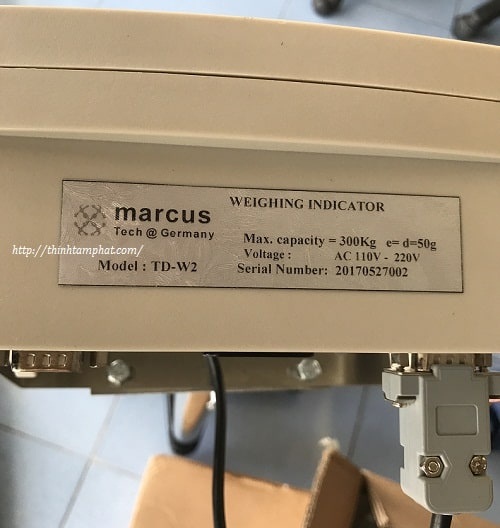 WEIGHING INDICATOR
marcus
Tech @ Germany
Max. capacity = 300Kg e= d=50g
http://thinhtamphat.com/
Voltage : AC 110V - 220V
Model : TD-W2
Serial Number: 20170527002